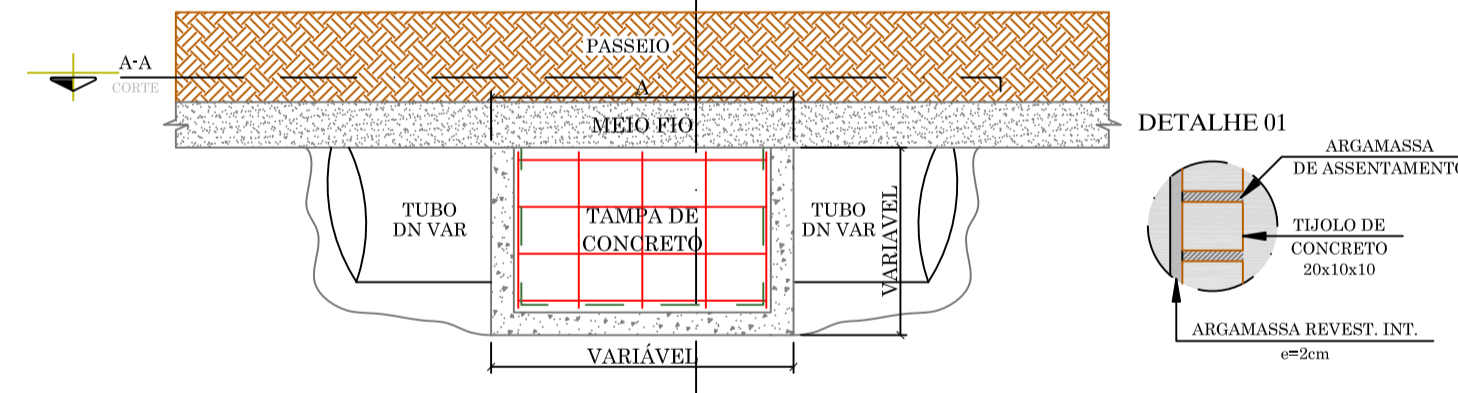 PASSEIO
A-A
CORTE
A
MEIO FIO
DETALHE 01
ARGAMASSA
DE ASSENTAMENTO
TUBO
DN VAR
TAMPA DE
CONCRETO
TUBO
DN VAR
VARIAVEL
TIJOLO DE
CONCRETO
20x10x10
ARGAMASSA REVEST. INT.
e=2cm
VARIÁVEL